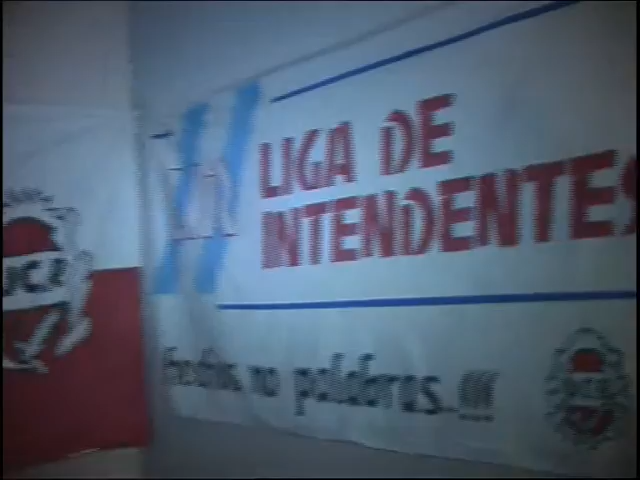 LIGA DE
INTENDENTES
Hechos, no palabras...!!!
U.C.R.